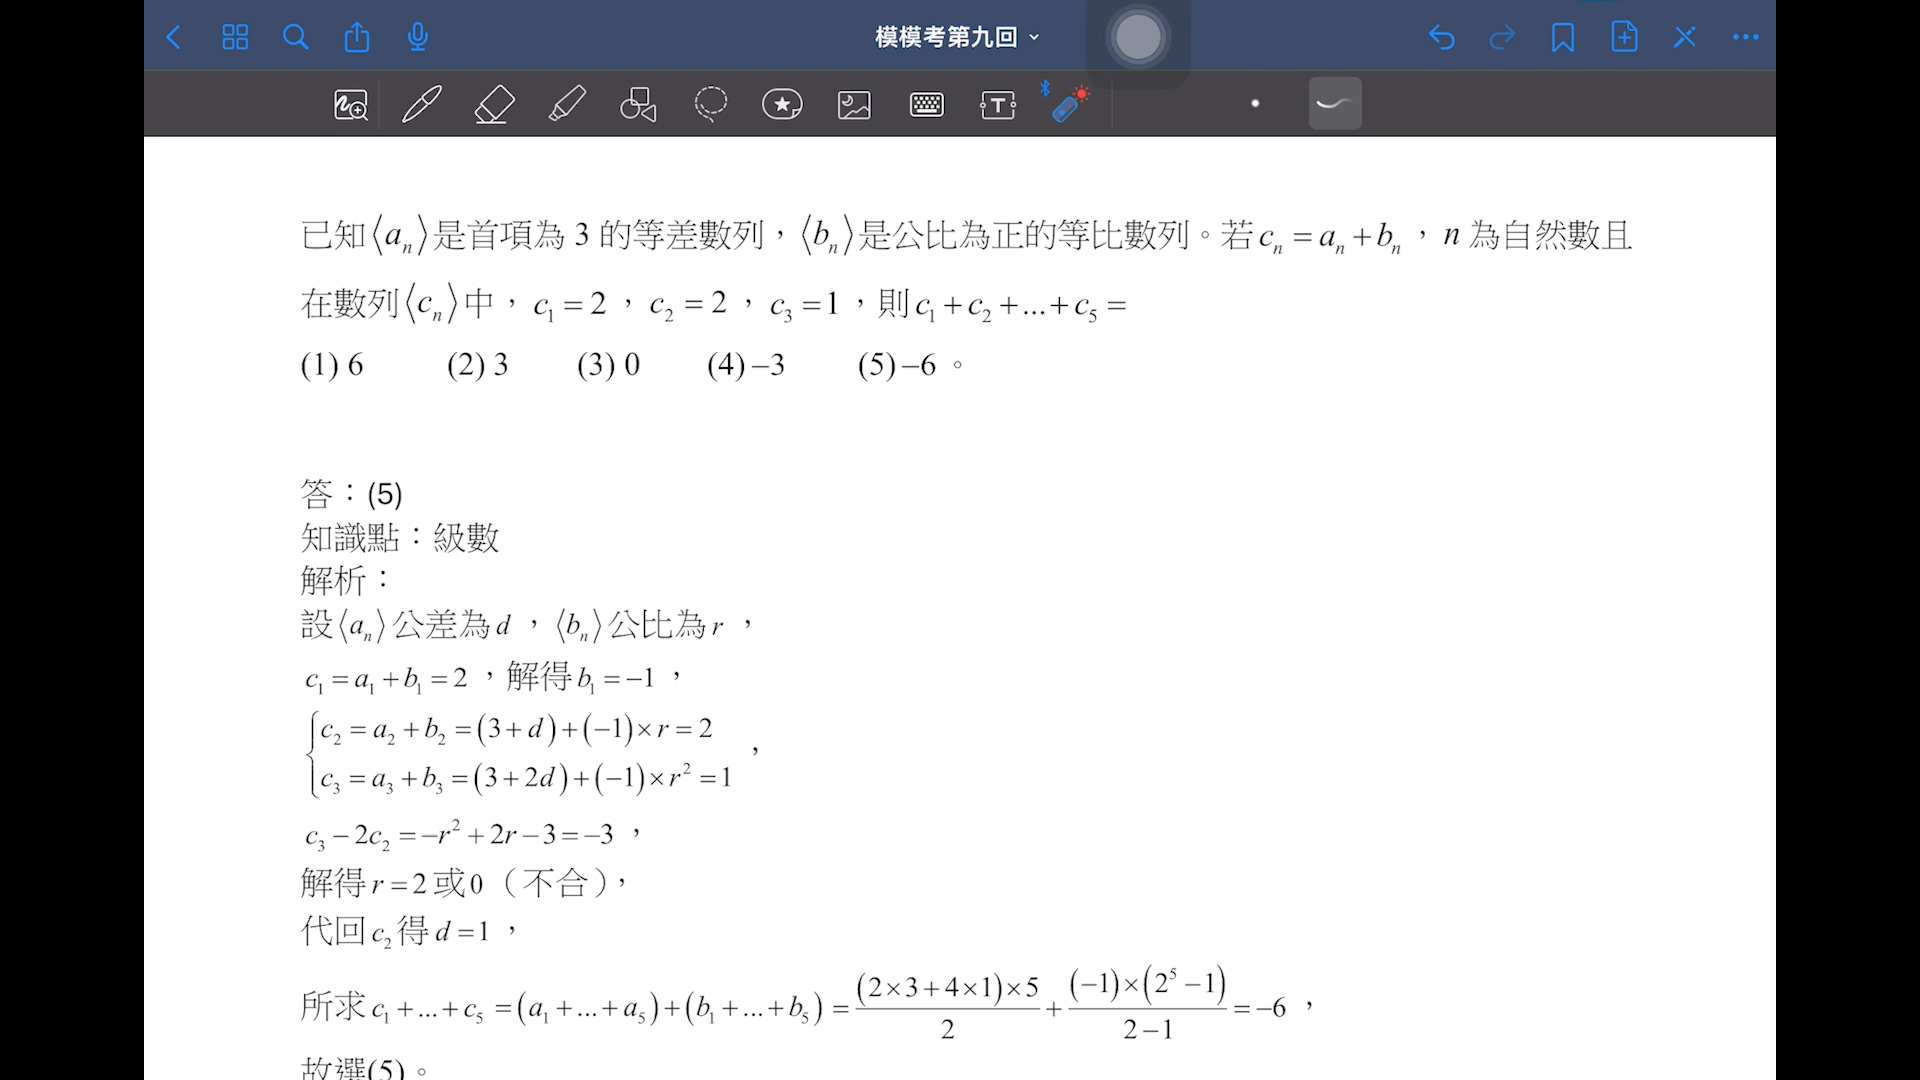 模模考第九回
已知⟨aₙ⟩是首項為 3 的等差數列，⟨bₙ⟩是公比為正的等比數列。若 cₙ = aₙ + bₙ，n 為自然數且
在數列⟨cₙ⟩中，c₁ = 2，c₂ = 2，c₃ = 1，則 c₁ + c₂ + ... + c₅ =
(1) 6 (2) 3 (3) 0 (4) −3 (5) −6。
答：(5)
知識點：級數
解析：
設⟨aₙ⟩公差為 d，⟨bₙ⟩公比為 r，
c₁ = a₁ + b₁ = 2，解得 b₁ = −1，
{c₂ = a₂ + b₂ = (3 + d) + (−1) × r = 2
c₃ = a₃ + b₃ = (3 + 2d) + (−1) × r² = 1，
c₃ − 2c₂ = −r² + 2r − 3 = −3，
解得 r = 2 或 0（不合），
代回 c₂ 得 d = 1，
所求 c₁ + ... + c₅ = (a₁ + ... + a₅) + (b₁ + ... + b₅) = (2×3+4×1)×5 / 2 + (−1)×(2⁵ −1) / 2−1 = −6，
故選(5)。